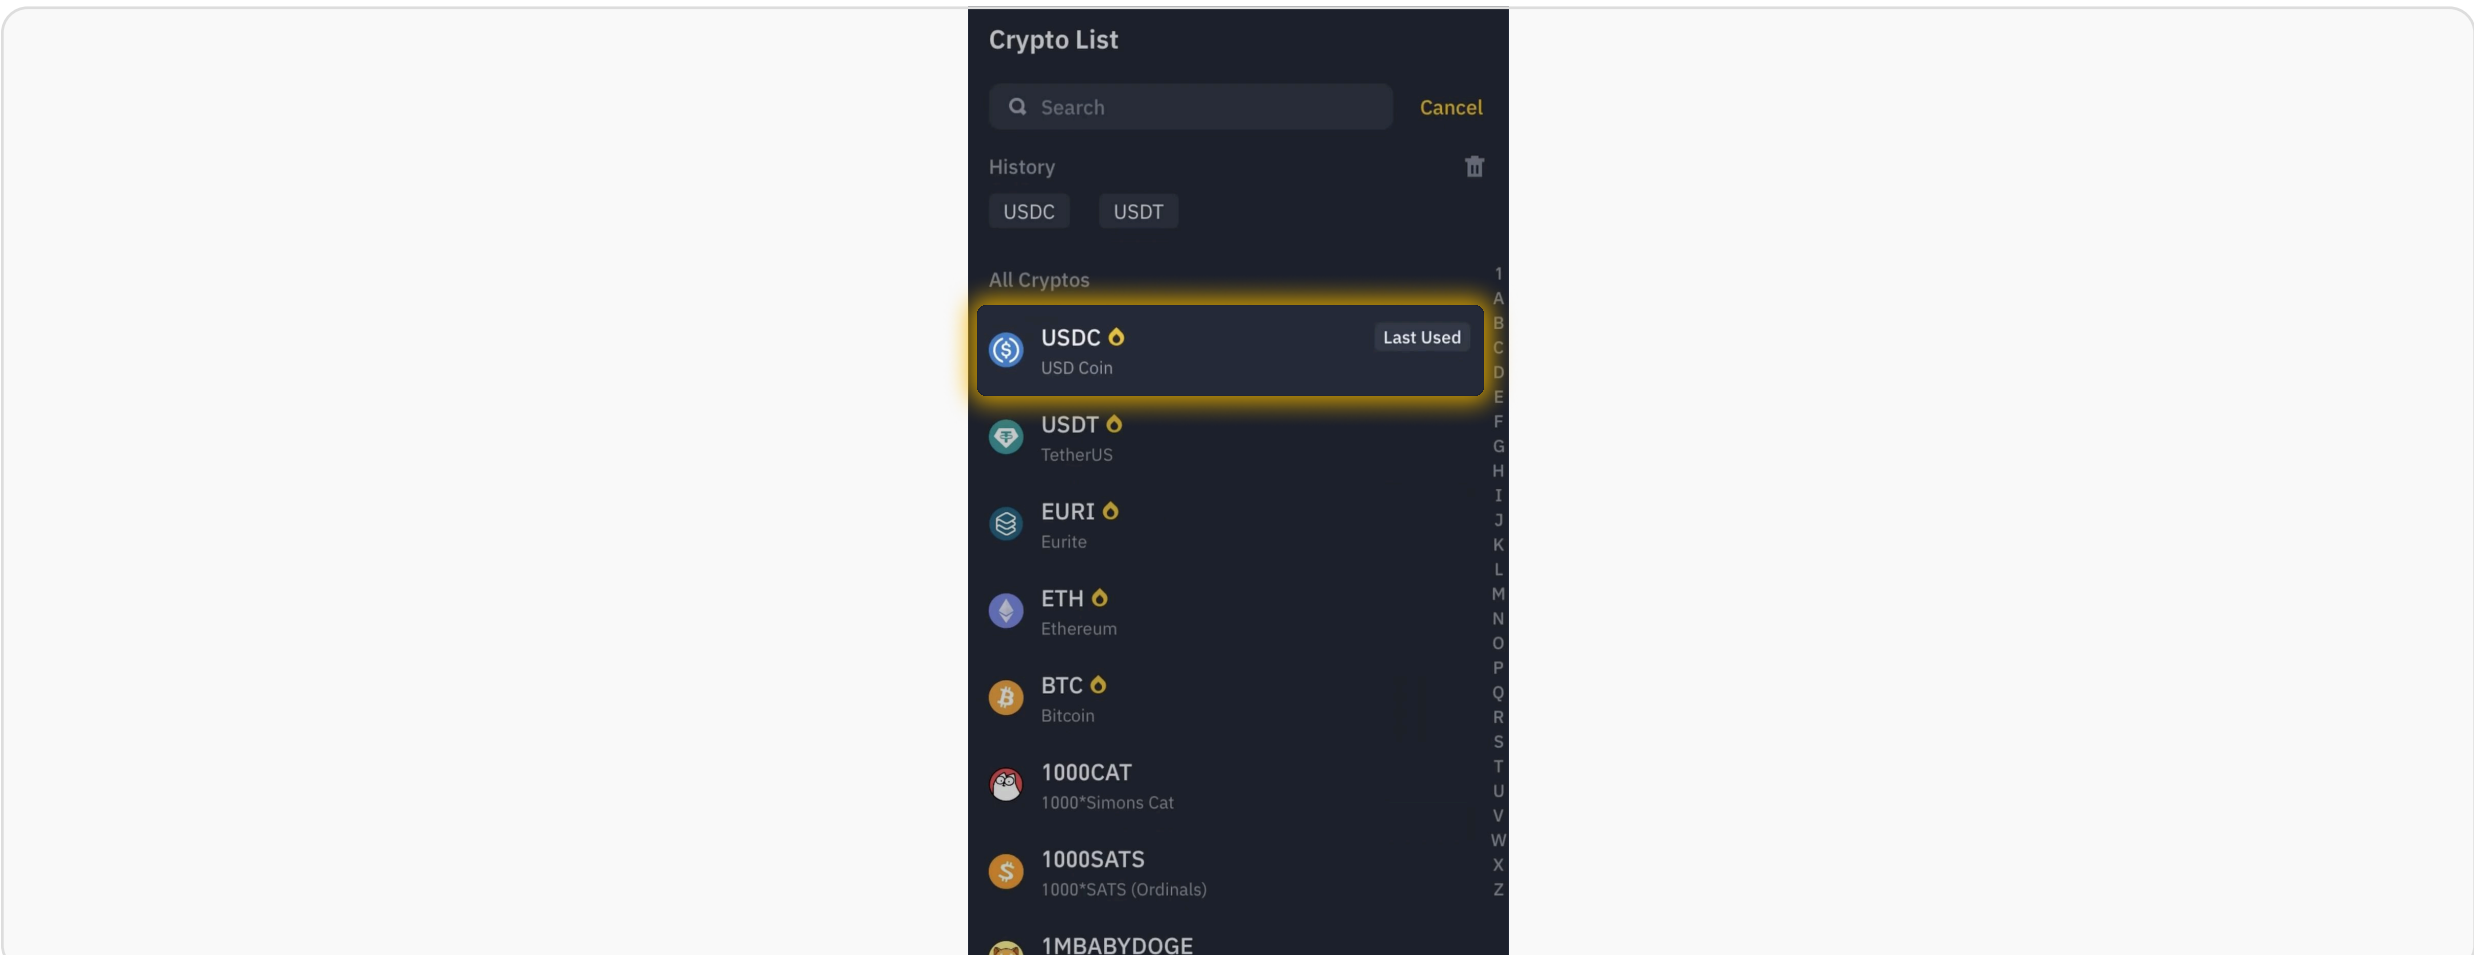 Crypto List
Search
Cancel
History
USDC USDT
All Cryptos
USDC
Last Used
USD Coin
USDT
TetherUS
EURI
Eurite
ETH
Ethereum
BTC
Bitcoin
1000CAT
1000*Simons Cat
1000SATS
1000*SATS (Ordinals)
1MBABYDOGE
1
A
B
C
D
E
F
G
H
I
J
K
L
M
N
O
P
Q
R
S
T
U
V
W
X
Z